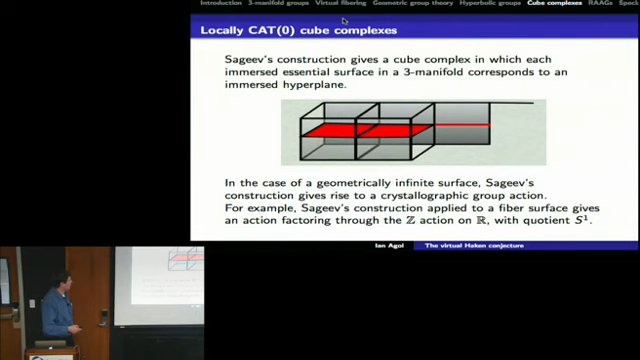 Introduction 3-manifold groups Virtual fibering Geometric group theory Hyperbolic groups Cube complexes RAAGs Speci
Locally CAT(0) cube complexes
Sageev's construction gives a cube complex in which each
immersed essential surface in a 3-manifold corresponds to an
immersed hyperplane.
In the case of a geometrically infinite surface, Sageev's
construction gives rise to a crystallographic group action.
For example, Sageev's construction applied to a fiber surface gives
an action factoring through the ℤ action on ℝ, with quotient S¹.
Ian Agol The virtual Haken conjecture